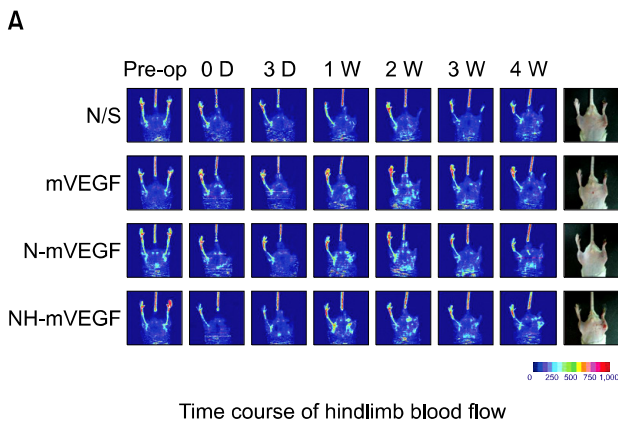 A
Pre-op 0 D 3 D 1 W 2 W 3 W 4 W
N/S
mVEGF
N-mVEGF
NH-mVEGF
0 250 500 750 1,000
Time course of hindlimb blood flow